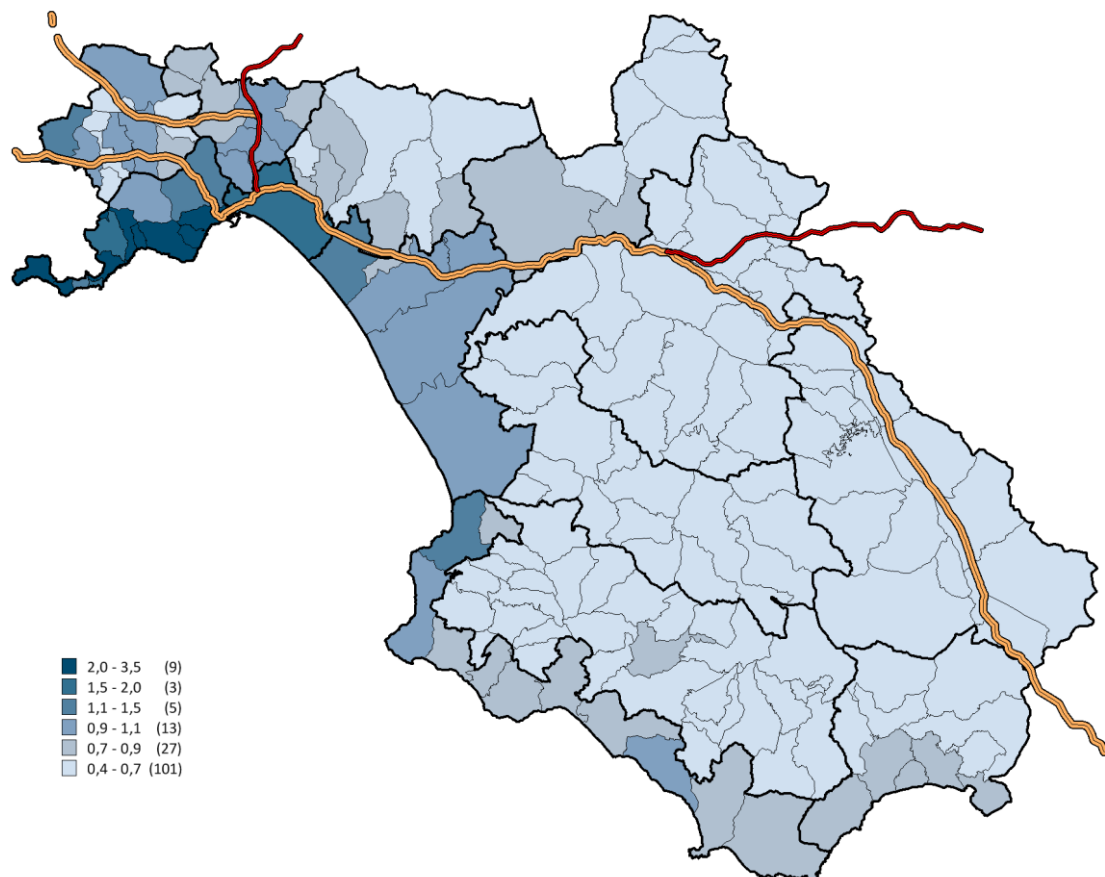 2,0 - 3,5 (9)
1,5 - 2,0 (3)
1,1 - 1,5 (5)
0,9 - 1,1 (13)
0,7 - 0,9 (27)
0,4 - 0,7 (101)